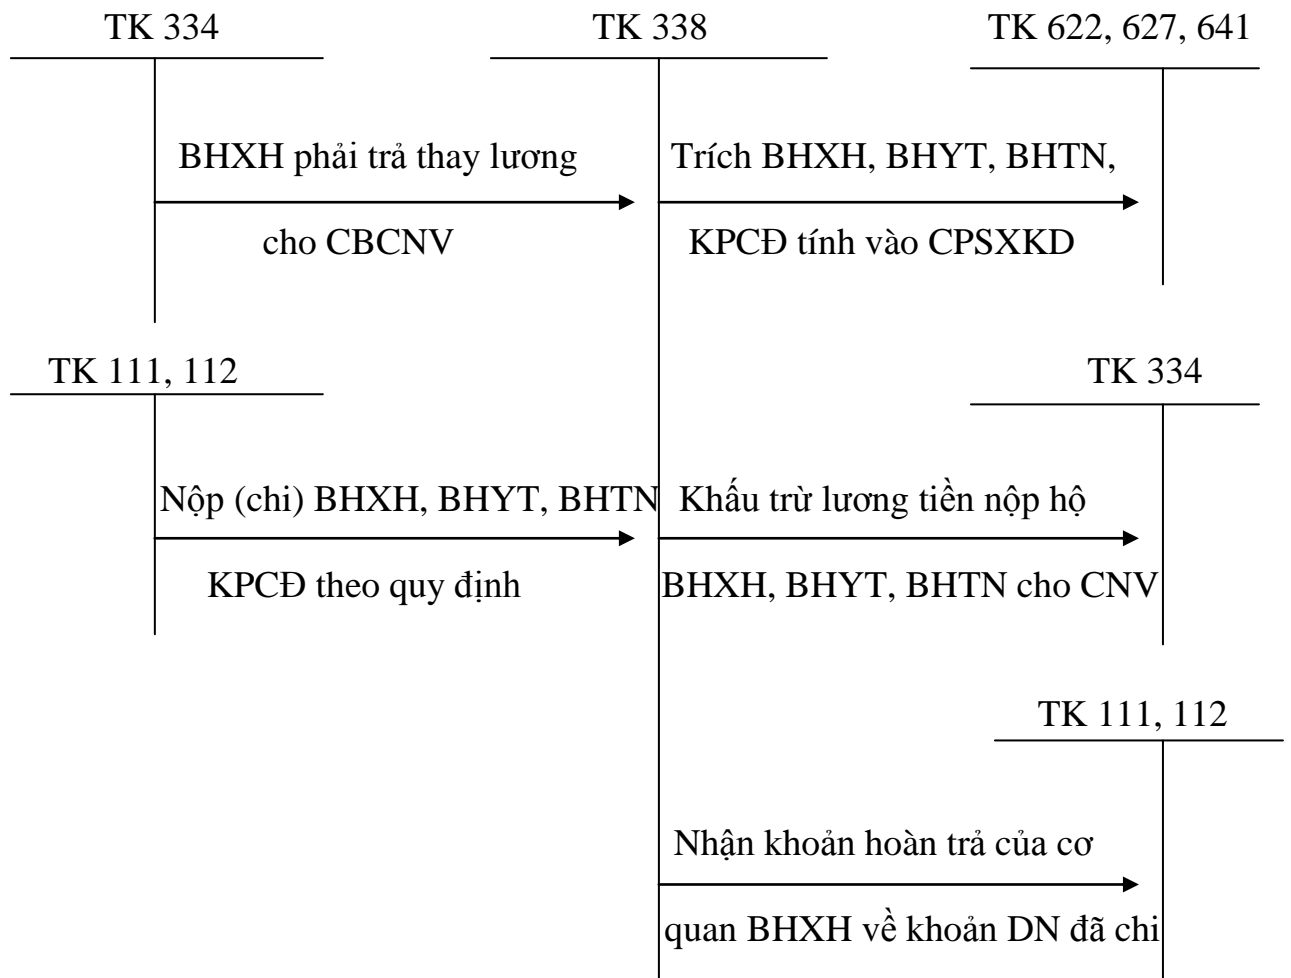 TK 334
TK 338
TK 622, 627, 641
BHXH phải trả thay lương
Trích BHXH, BHYT, BHTN,
cho CBCNV
KPCĐ tính vào CPSXKD
TK 111, 112
TK 334
Nộp (chi) BHXH, BHYT, BHTN
Khấu trừ lương tiền nộp hộ
KPCĐ theo quy định
BHXH, BHYT, BHTN cho CNV
TK 111, 112
Nhận khoản hoàn trả của cơ
quan BHXH về khoản DN đã chi